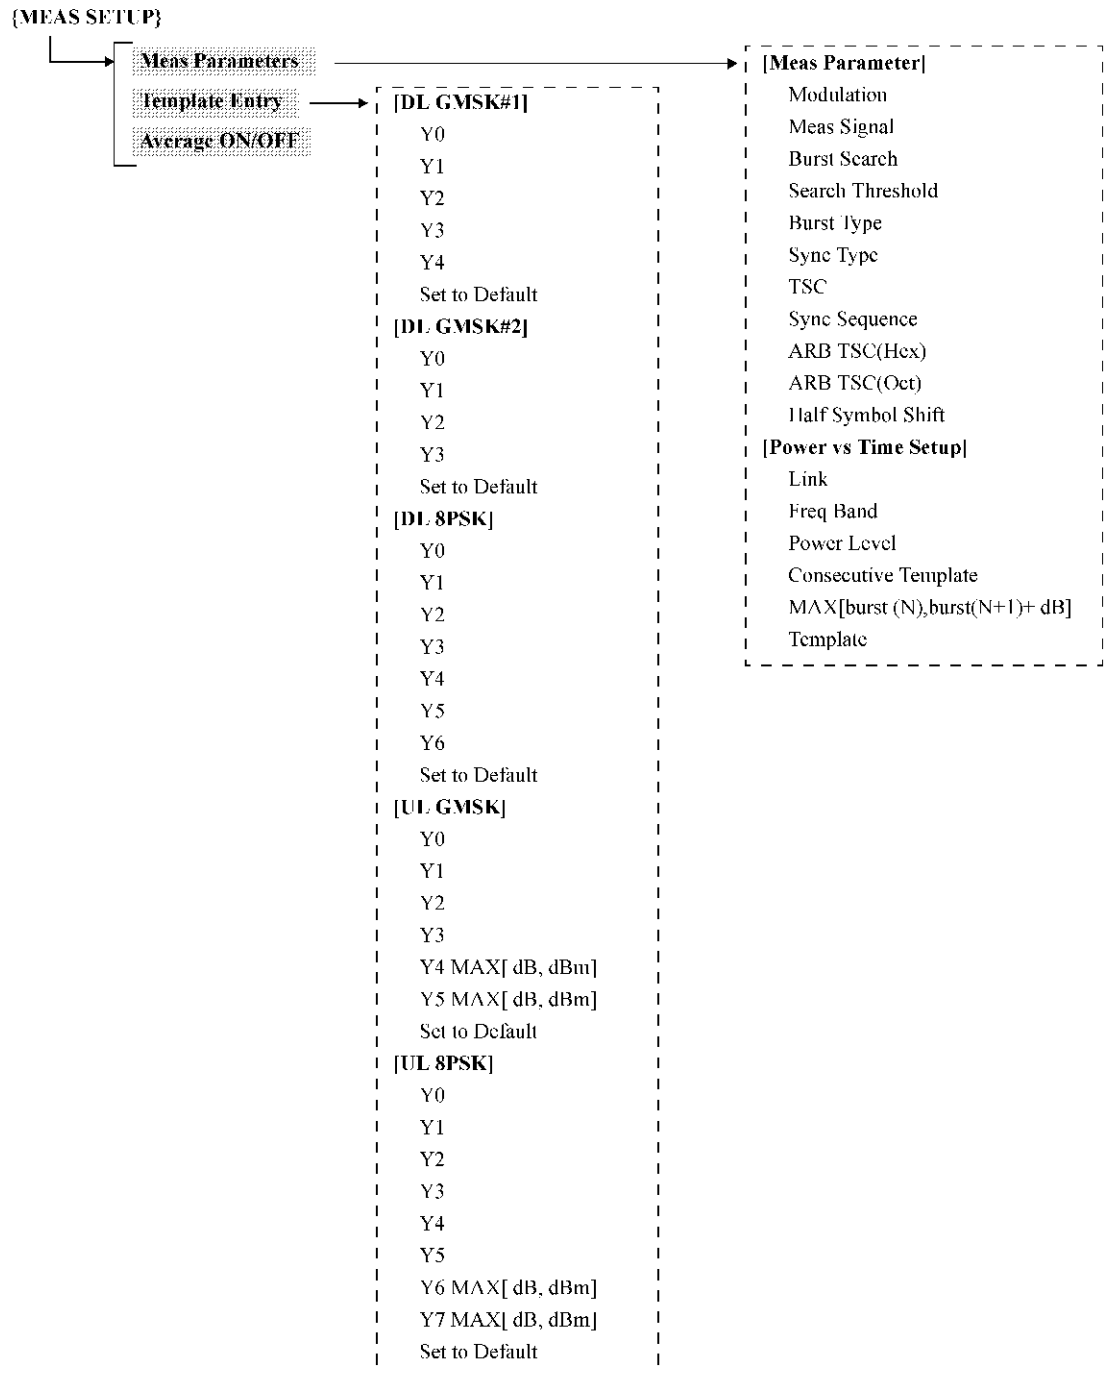 {MEAS SETUP}
Meas Parameters
Template Entry
Average ON/OFF
[DL GMSK#1]
Y0
Y1
Y2
Y3
Y4
Set to Default
[DL GMSK#2]
Y0
Y1
Y2
Y3
Set to Default
[DL 8PSK]
Y0
Y1
Y2
Y3
Y4
Y5
Y6
Set to Default
[UL GMSK]
Y0
Y1
Y2
Y3
Y4 MAX[ dB, dBm]
Y5 MAX[ dB, dBm]
Set to Default
[UL 8PSK]
Y0
Y1
Y2
Y3
Y4
Y5
Y6 MAX[ dB, dBm]
Y7 MAX[ dB, dBm]
Set to Default
[Meas Parameter]
Modulation
Meas Signal
Burst Search
Search Threshold
Burst Type
Sync Type
TSC
Sync Sequence
ARB TSC(Hex)
ARB TSC(Oct)
Half Symbol Shift
[Power vs Time Setup]
Link
Freq Band
Power Level
Consecutive Template
MAX[burst (N),burst(N+1)+ dB]
Template